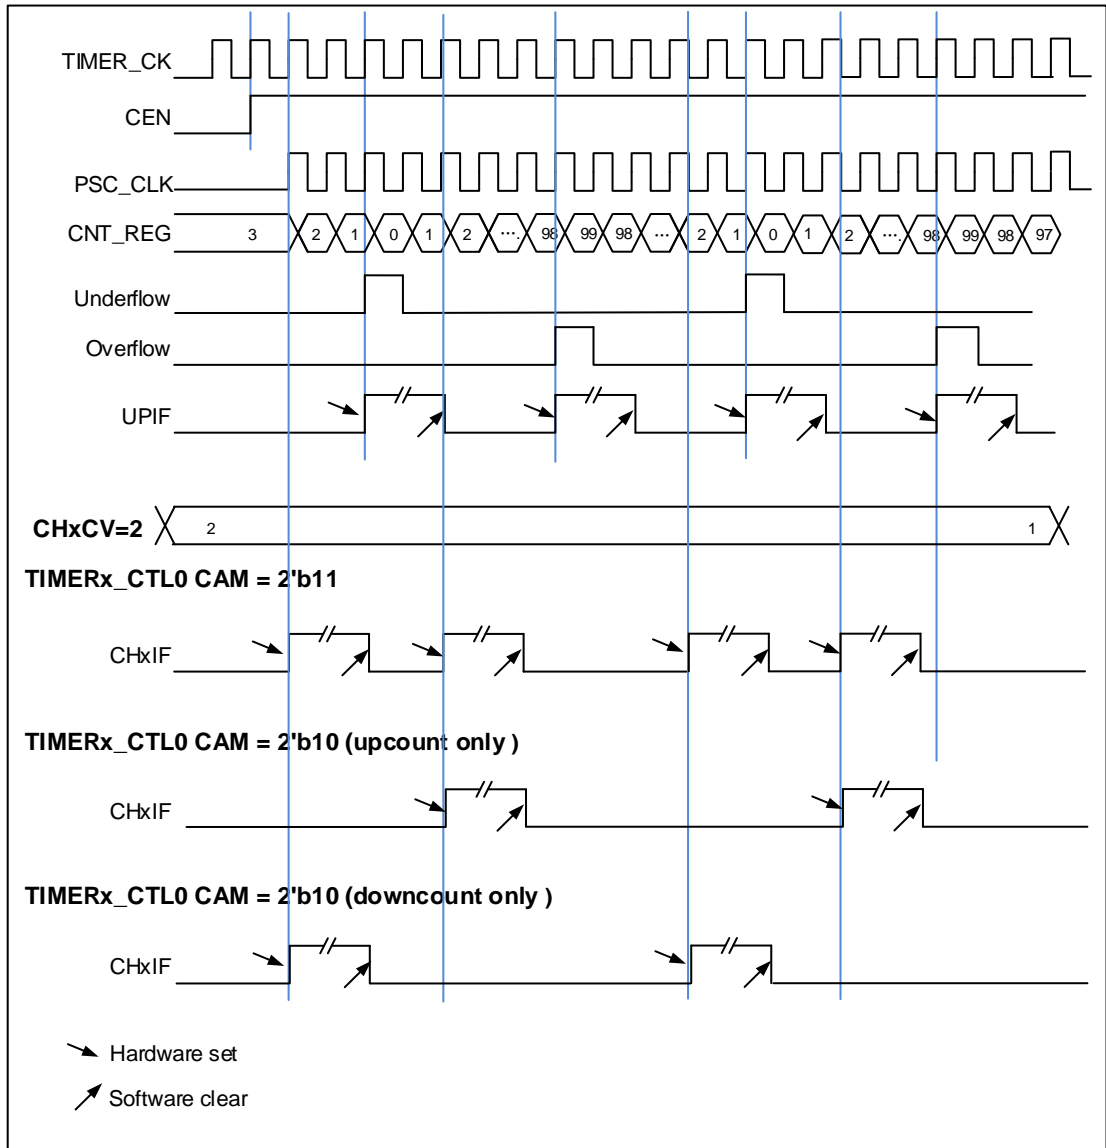 TIMER_CK
CEN
PSC_CLK
CNT_REG 3 2 1 0 1 2 .... 98 99 98 ... 2 1 0 1 2 .... 98 99 98 97
Underflow
Overflow
UPIF
CHxCV=2 2 1
TIMERx_CTL0 CAM = 2'b11
CHxIF
TIMERx_CTL0 CAM = 2'b10 (upcount only )
CHxIF
TIMERx_CTL0 CAM = 2'b10 (downcount only )
CHxIF
Hardware set
Software clear